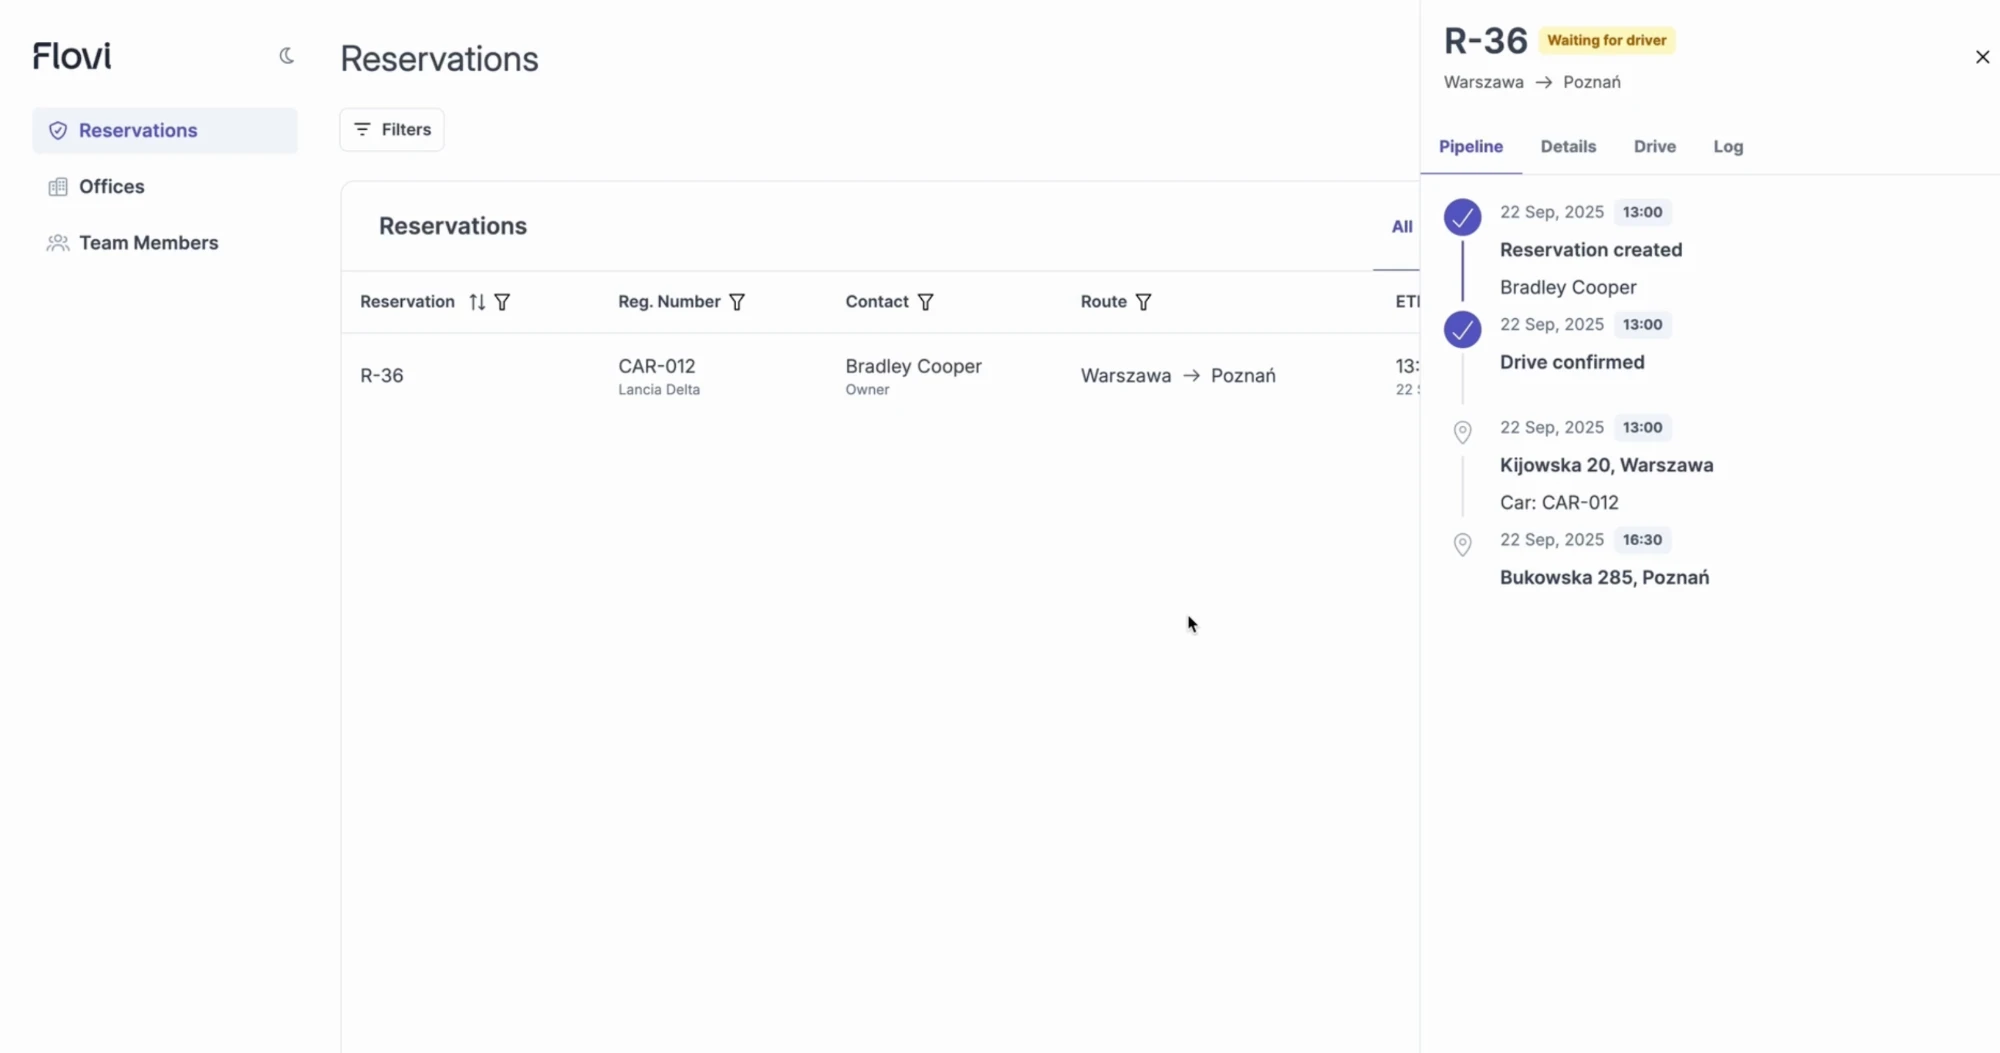 Flovi
Reservations
Offices
Team Members
Reservations
Filters
Reservations
All
Reservation
Reg. Number
Contact
Route
R-36
CAR-012
Lancia Delta
Bradley Cooper
Owner
Warszawa → Poznań
13:
22
R-36
Waiting for driver
Warszawa → Poznań
Pipeline
Details
Drive
Log
22 Sep, 2025 13:00
Reservation created
Bradley Cooper
22 Sep, 2025 13:00
Drive confirmed
22 Sep, 2025 13:00
Kijowska 20, Warszawa
Car: CAR-012
22 Sep, 2025 16:30
Bukowska 285, Poznań